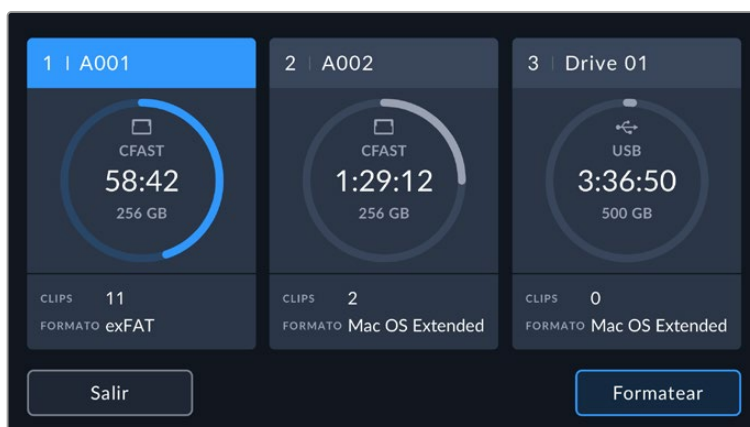 1 | A001
CFAST
58:42
256 GB
CLIPS 11
FORMATO exFAT
2 | A002
CFAST
1:29:12
256 GB
CLIPS 2
FORMATO Mac OS Extended
3 | Drive 01
USB
3:36:50
500 GB
CLIPS 0
FORMATO Mac OS Extended
Salir
Formatear